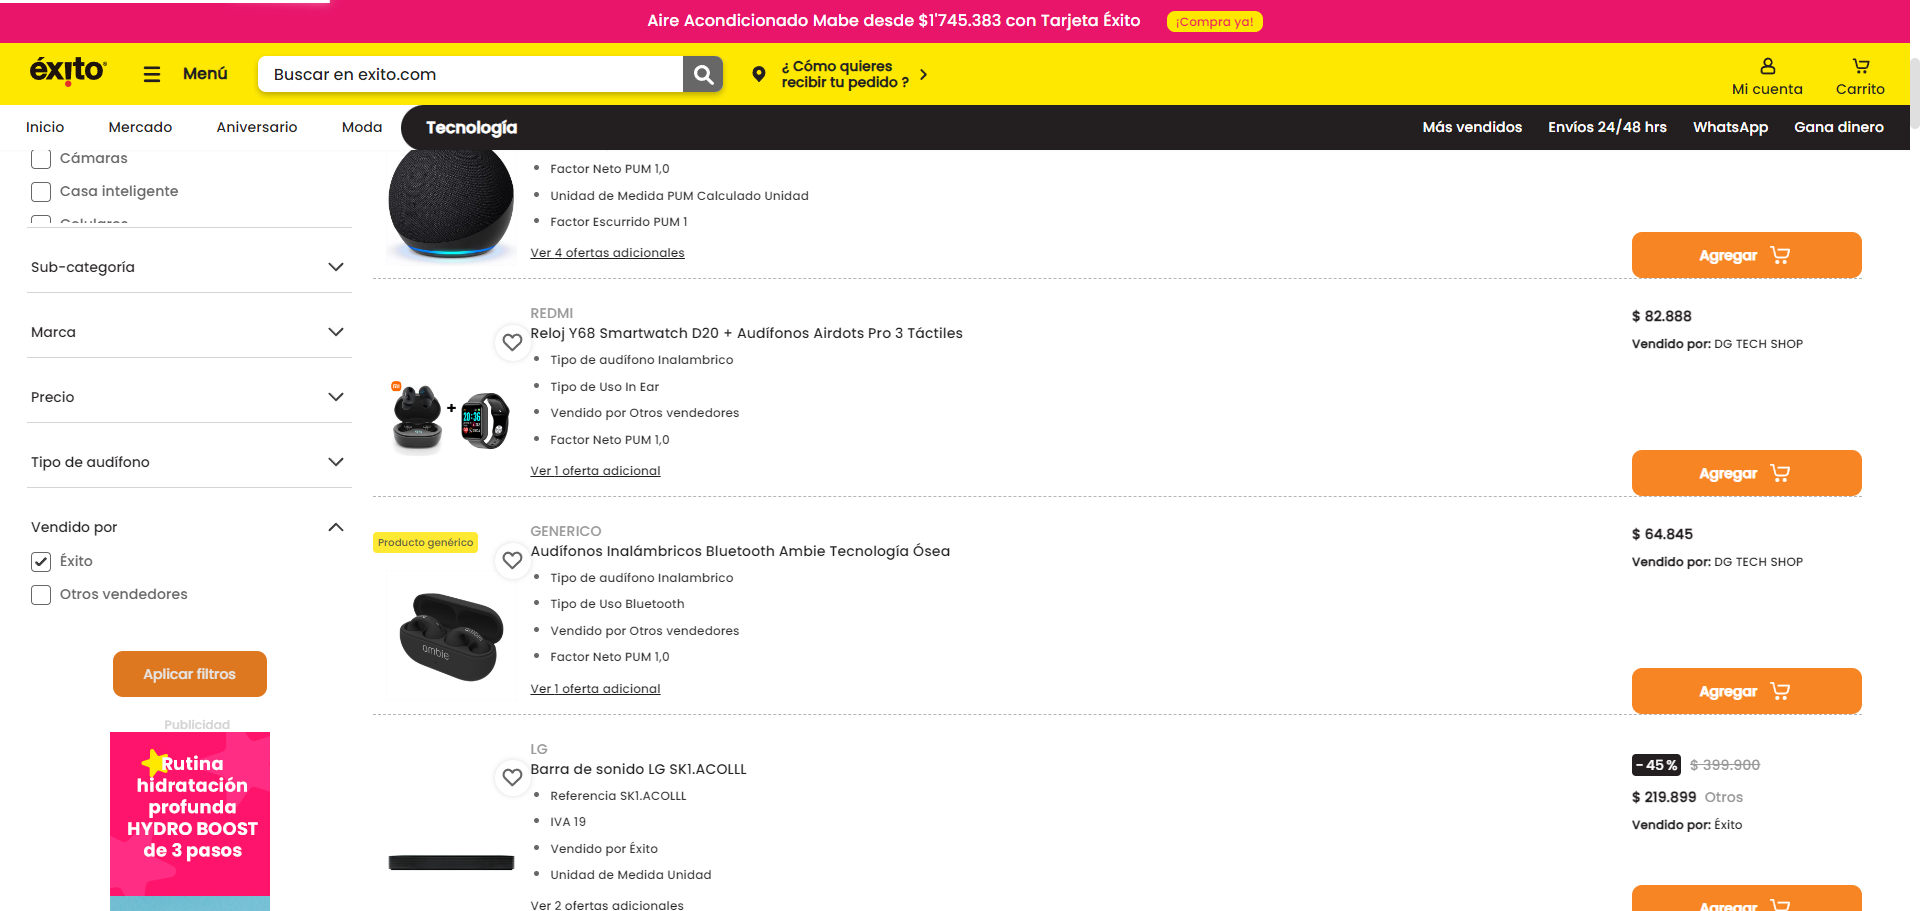 Aire Acondicionado Mabe desde $1'745.383 con Tarjeta Éxito
¡Compra ya!
éxito
Menú
Buscar en exito.com
¿ Cómo quieres
recibir tu pedido ?
Mi cuenta
Carrito
Inicio
Mercado
Aniversario
Moda
Tecnología
Más vendidos
Envíos 24/48 hrs
WhatsApp
Gana dinero
Cámaras
Casa inteligente
Celulares
Sub-categoría
Marca
Precio
Tipo de audífono
Vendido por
Éxito
Otros vendedores
Aplicar filtros
Publicidad
Rutina
hidratación
profunda
HYDRO BOOST
de 3 pasos
Factor Neto PUM 1,0
Unidad de Medida PUM Calculado Unidad
Factor Escurrido PUM 1
Ver 4 ofertas adicionales
Agregar
REDMI
Reloj Y68 Smartwatch D20 + Audífonos Airdots Pro 3 Táctiles
Tipo de audífono Inalambrico
Tipo de Uso In Ear
Vendido por Otros vendedores
Factor Neto PUM 1,0
Ver 1 oferta adicional
$ 82.888
Vendido por: DG TECH SHOP
Agregar
Producto genérico
GENERICO
Audífonos Inalámbricos Bluetooth Ambie Tecnología Ósea
Tipo de audífono Inalambrico
Tipo de Uso Bluetooth
Vendido por Otros vendedores
Factor Neto PUM 1,0
Ver 1 oferta adicional
ambie
$ 64.845
Vendido por: DG TECH SHOP
Agregar
LG
Barra de sonido LG SK1.ACOLLL
Referencia SK1.ACOLLL
IVA 19
Vendido por Éxito
Unidad de Medida Unidad
Ver 2 ofertas adicionales
-45%
$ 399.900
$ 219.899 Otros
Vendido por: Éxito
Agregar